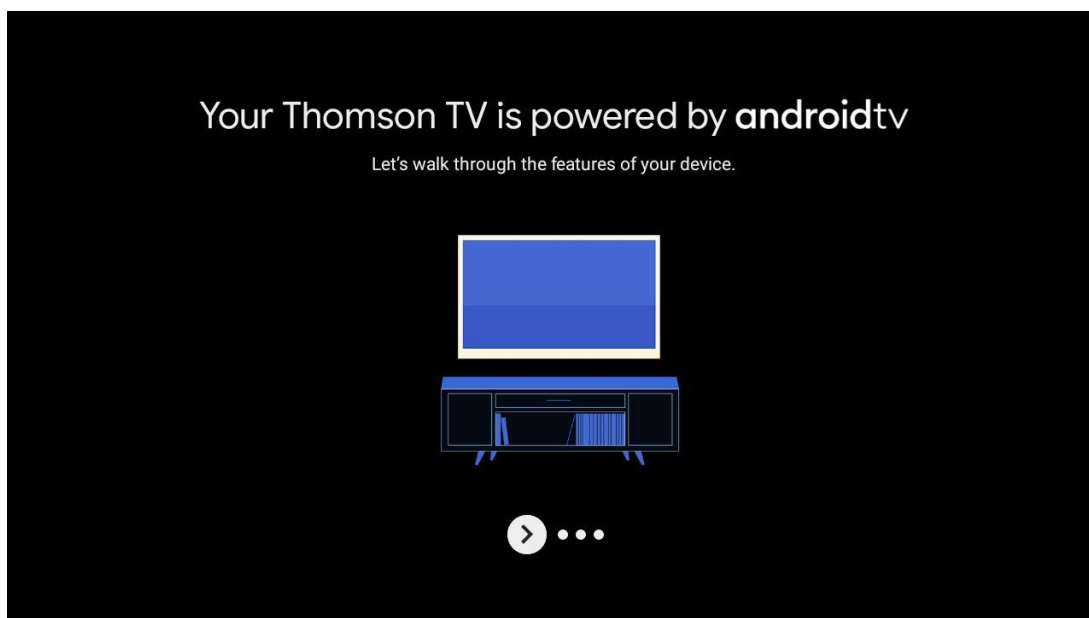 Your Thomson TV is powered by androidtv
Let's walk through the features of your device.